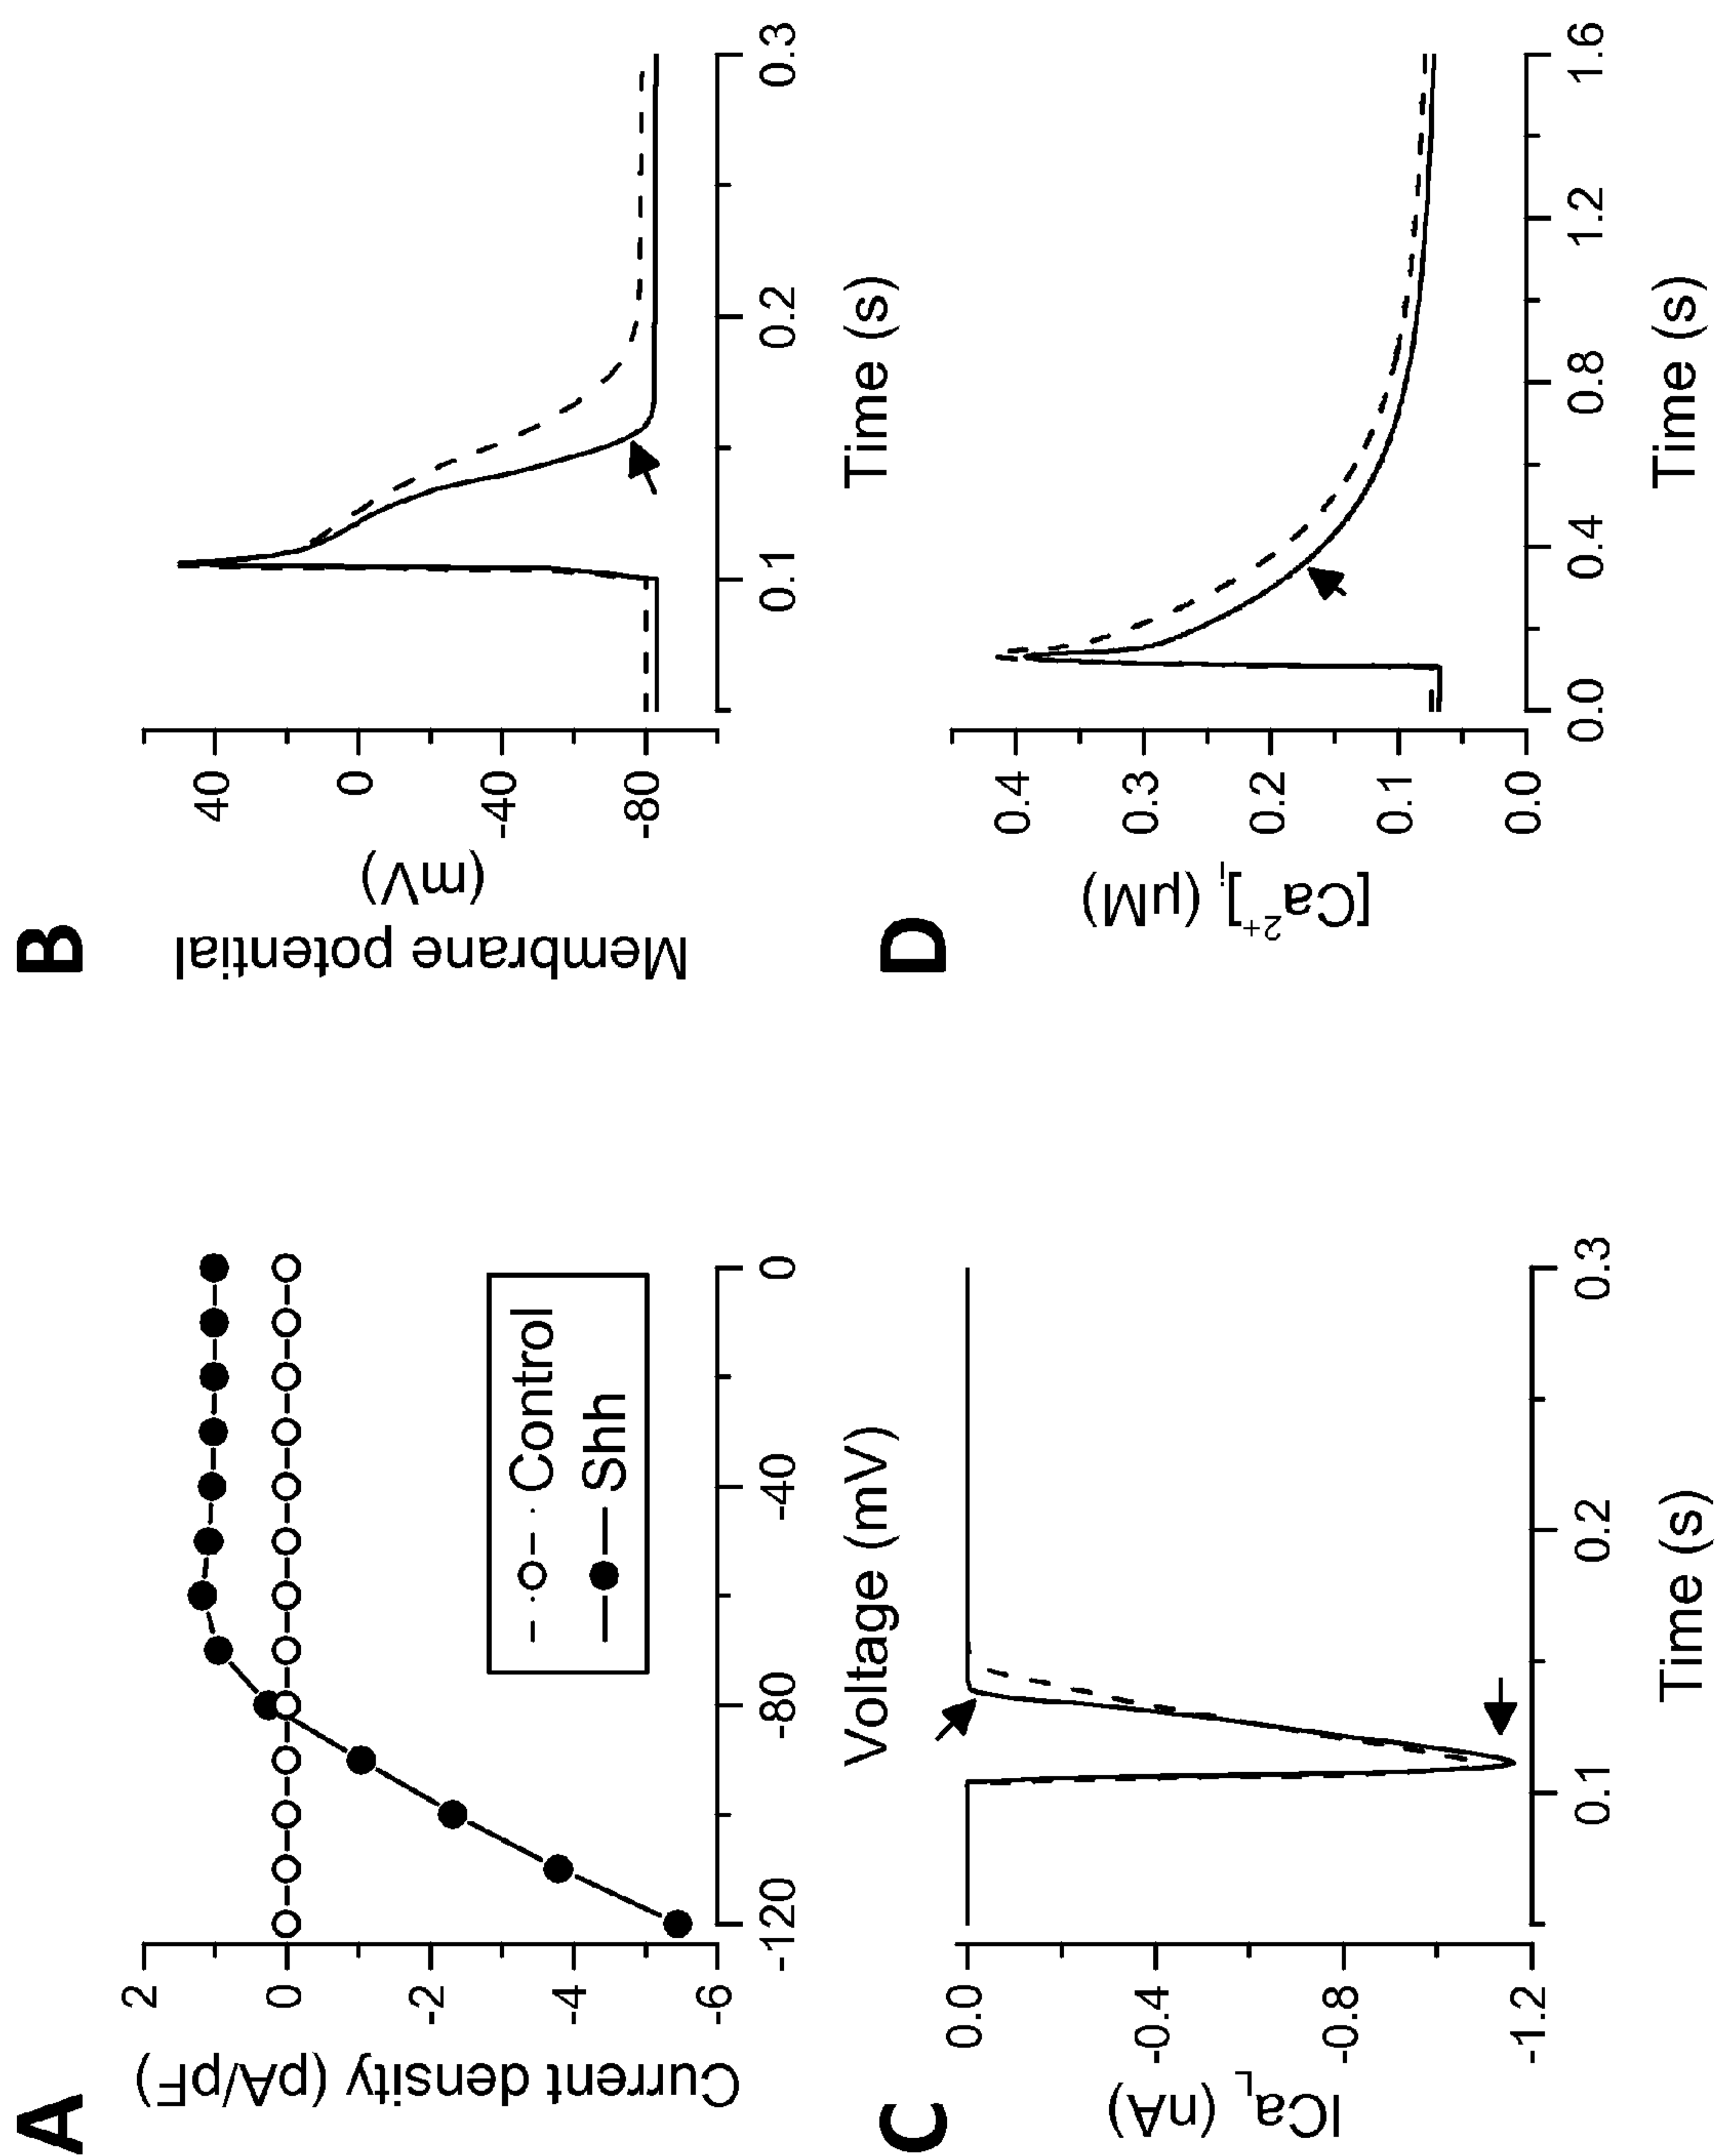 A
Current density (pA/pF)
2
0
-2
-4
-6
-120
-80
-40
0
Voltage (mV)
Control
Shh
B
Membrane potential
(mV)
40
0
-40
-80
0.1
0.2
0.3
Time (s)
C
ICaL (nA)
0.0
-0.4
-0.8
-1.2
0.1
0.2
0.3
Time (s)
D
[Ca2+]i (µM)
0.4
0.3
0.2
0.1
0.0
0.0
0.4
0.8
1.2
1.6
Time (s)